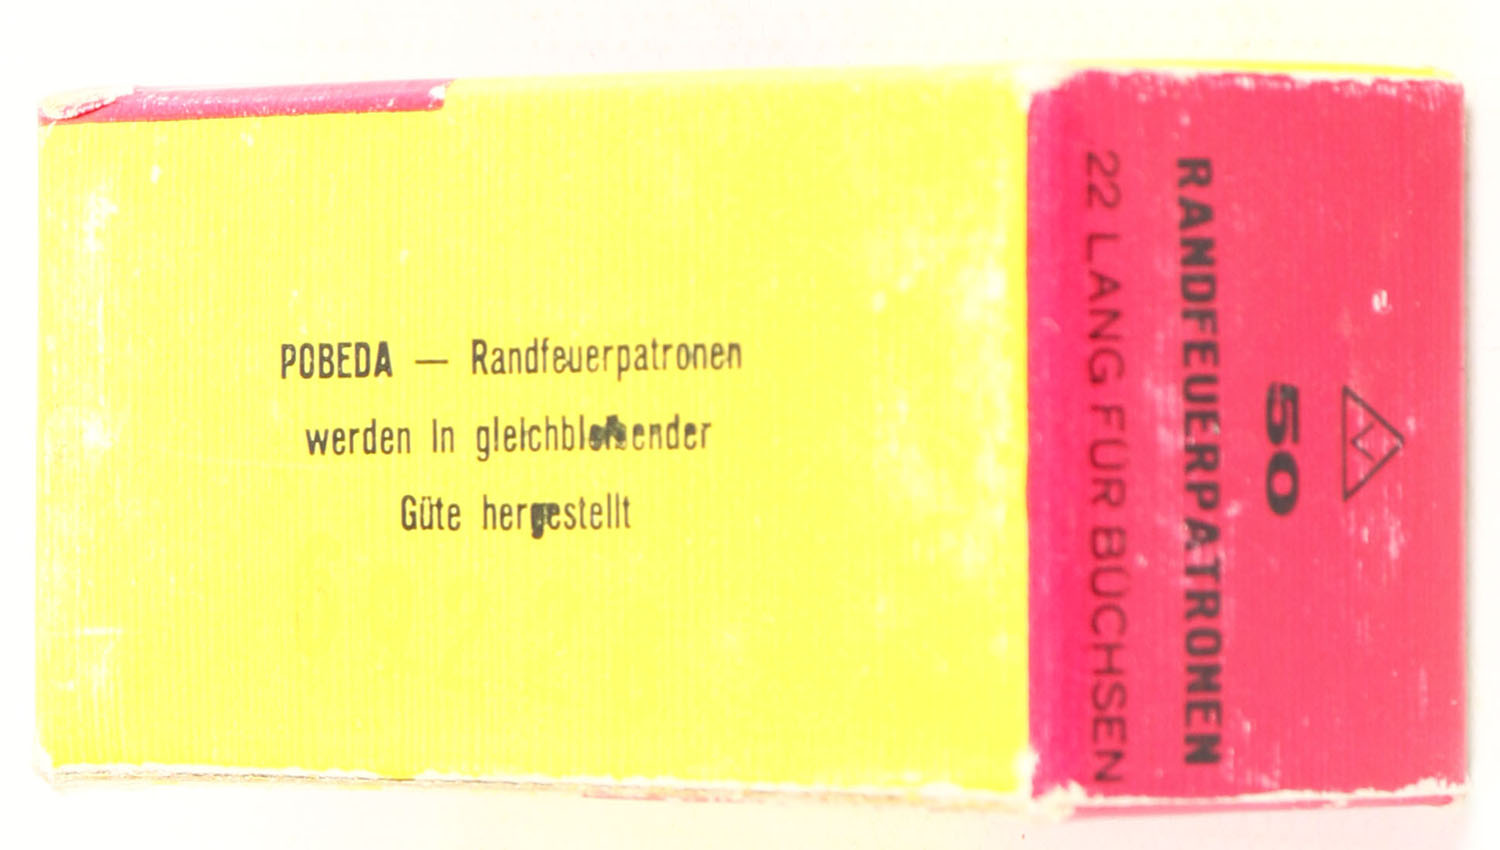 POBEDA — Randfeuerpatronen
werden in gleichbleibender
Güte hergestellt
50
RANDFEUERPATRONEN
22 LANG FÜR BÜCHSEN